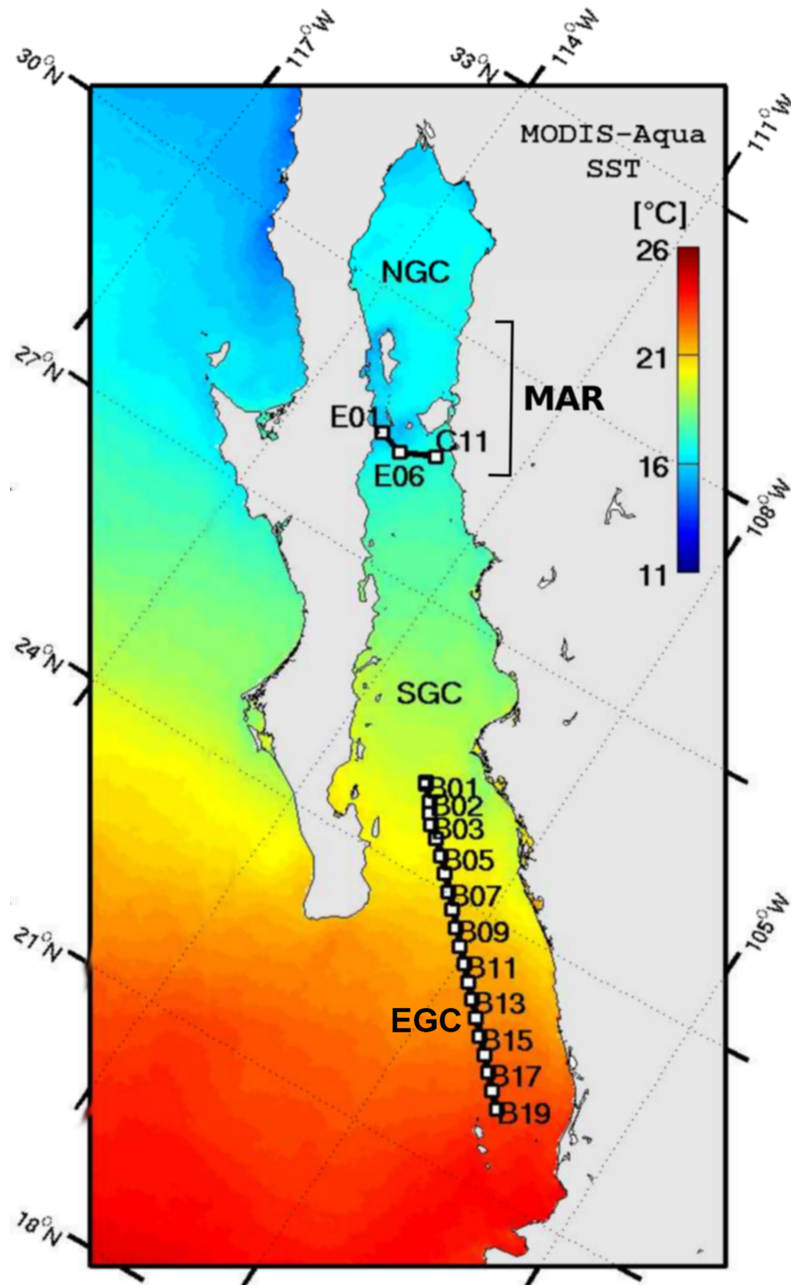 117°W
33°N
114°W
30°N
111°W
MODIS-Aqua
SST
[°C]
26
NGC
21
27°N
MAR
E01
C11
E06
16
108°W
11
24°N
SGC
B01
B02
B03
B05
B07
B09
105°W
21°N
B11
B13
EGC
B15
B17
B19
18°N